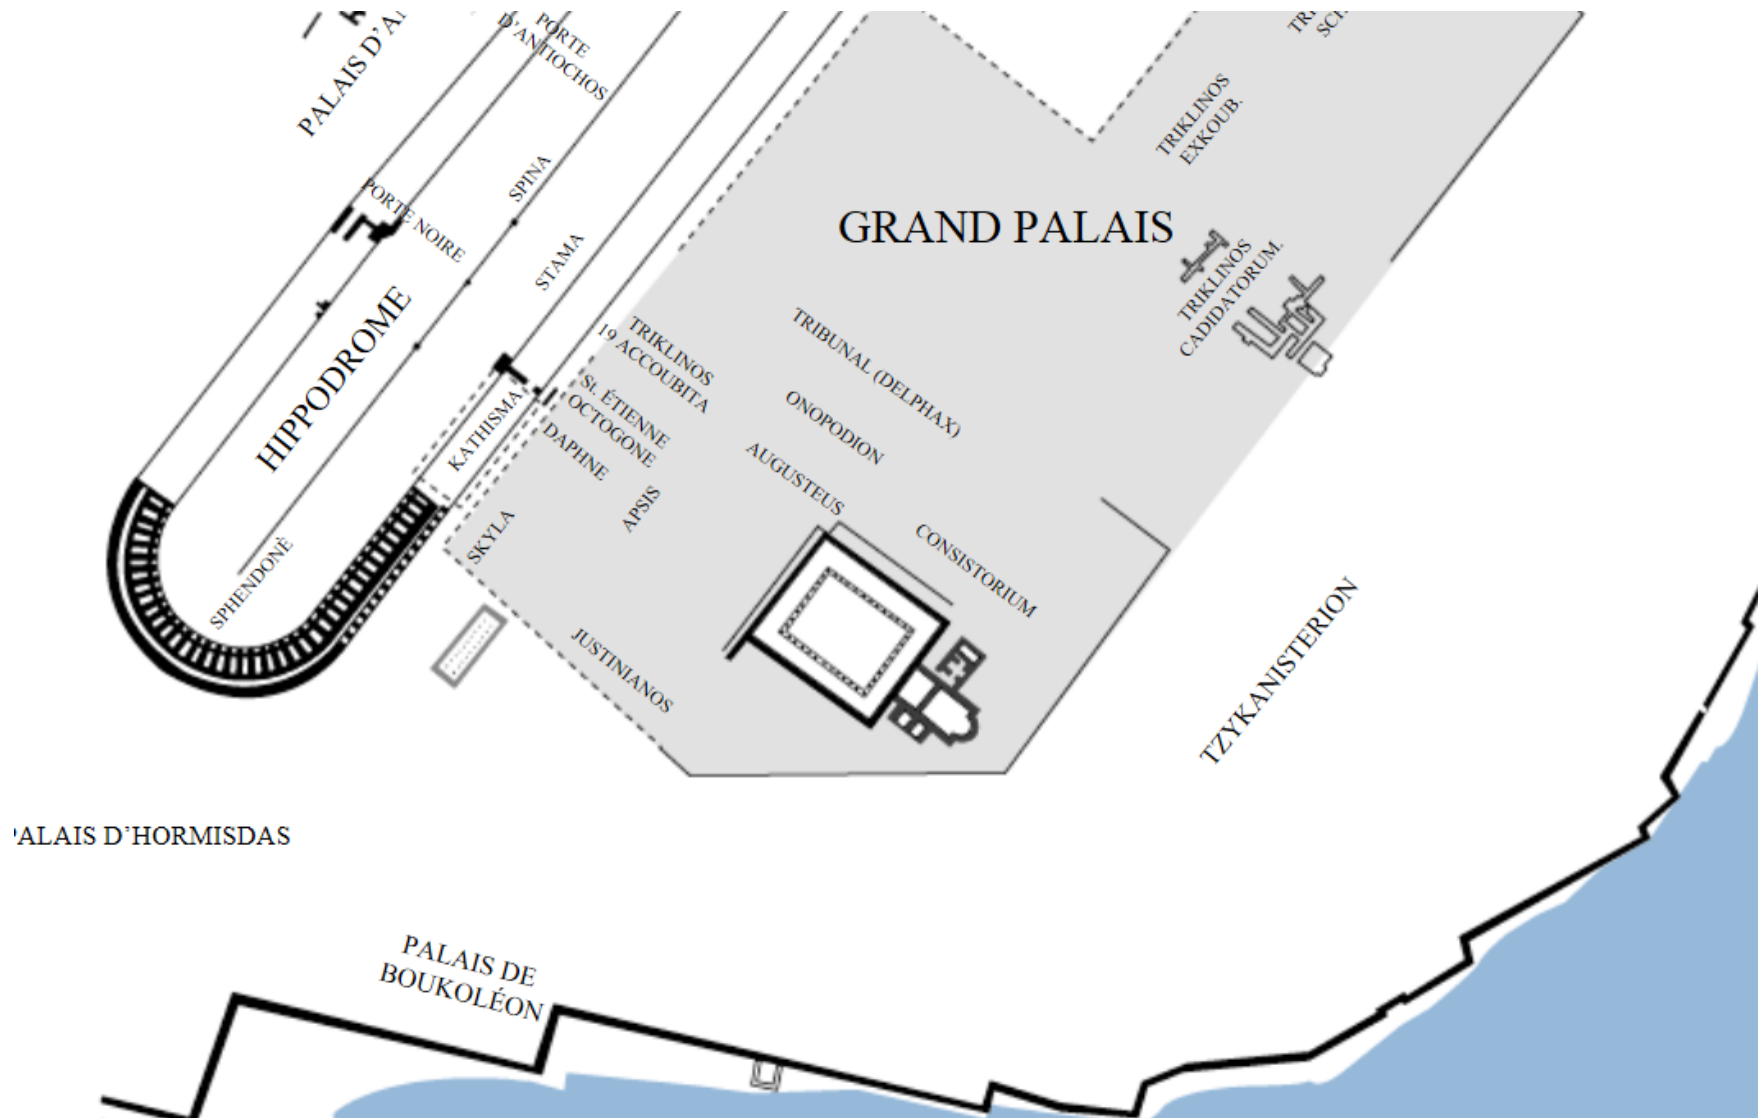 PALAIS D'
PORTE
D'ANTIOCHOS
SPINA
PORTE NOIRE
STAMA
HIPPODROME
KATHISMA
SPHENDONÈ
SKYLA
TRIKLINOS
19 ACCOUBITA
St. ÉTIENNE
OCTOGONE
DAPHNE
APSIS
GRAND PALAIS
TRIKLINOS
EXKOUB.
TRIKLINOS
CADIDATORUM.
TRIBUNAL (DELPHAX)
ONOPODION
AUGUSTEUS
CONSISTORIUM
JUSTINIANOS
TZYKANISTERION
ALAIS D'HORMISDAS
PALAIS DE
BOUKOLÉON